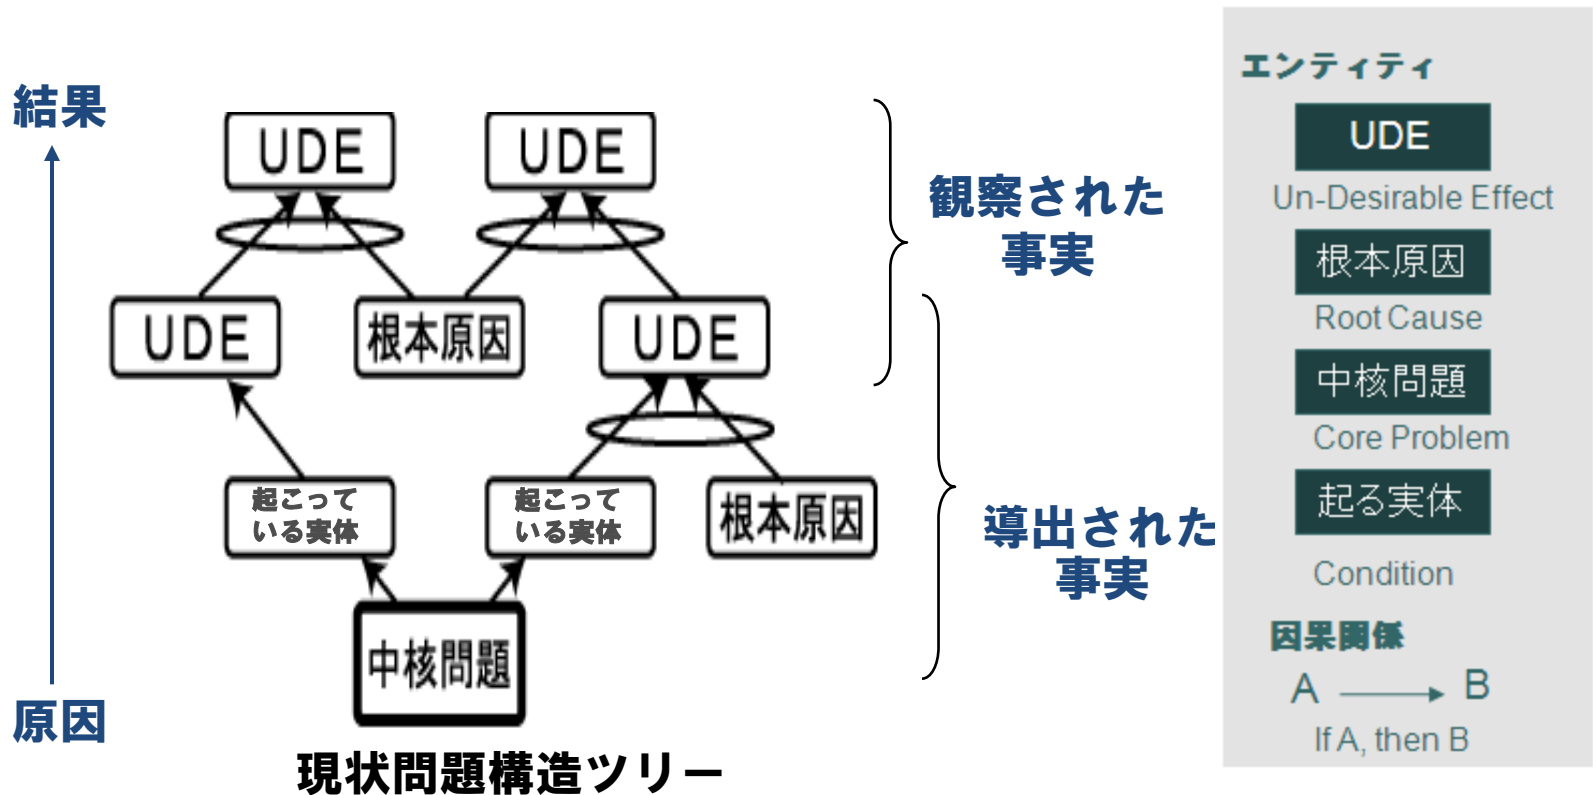 結果
UDE
UDE
観察された
事実
UDE
根本原因
UDE
起こって
いる実体
起こって
いる実体
根本原因
導出された
事実
中核問題
原因
現状問題構造ツリー
エンティティ
UDE
Un-Desirable Effect
根本原因
Root Cause
中核問題
Core Problem
起る実体
Condition
因果関係
A B
If A, then B